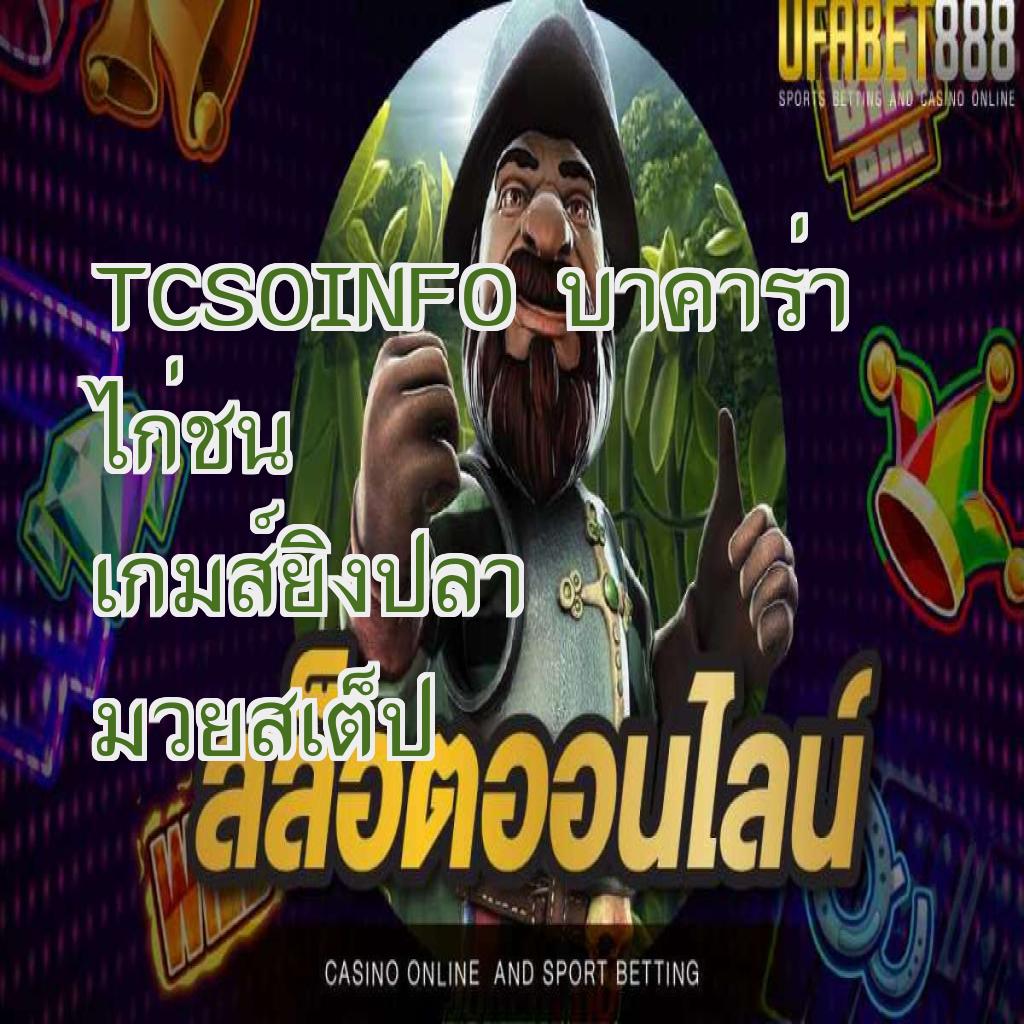 UFABET888
SPORTS BETTING AND CASINO ONLINE
BAR
TCSOINFO บาคาร่า
ไก่ชน
เกมส์ยิงปลา
มวยสเต็ป
สล็อตออนไลน์
CASINO ONLINE AND SPORT BETTING